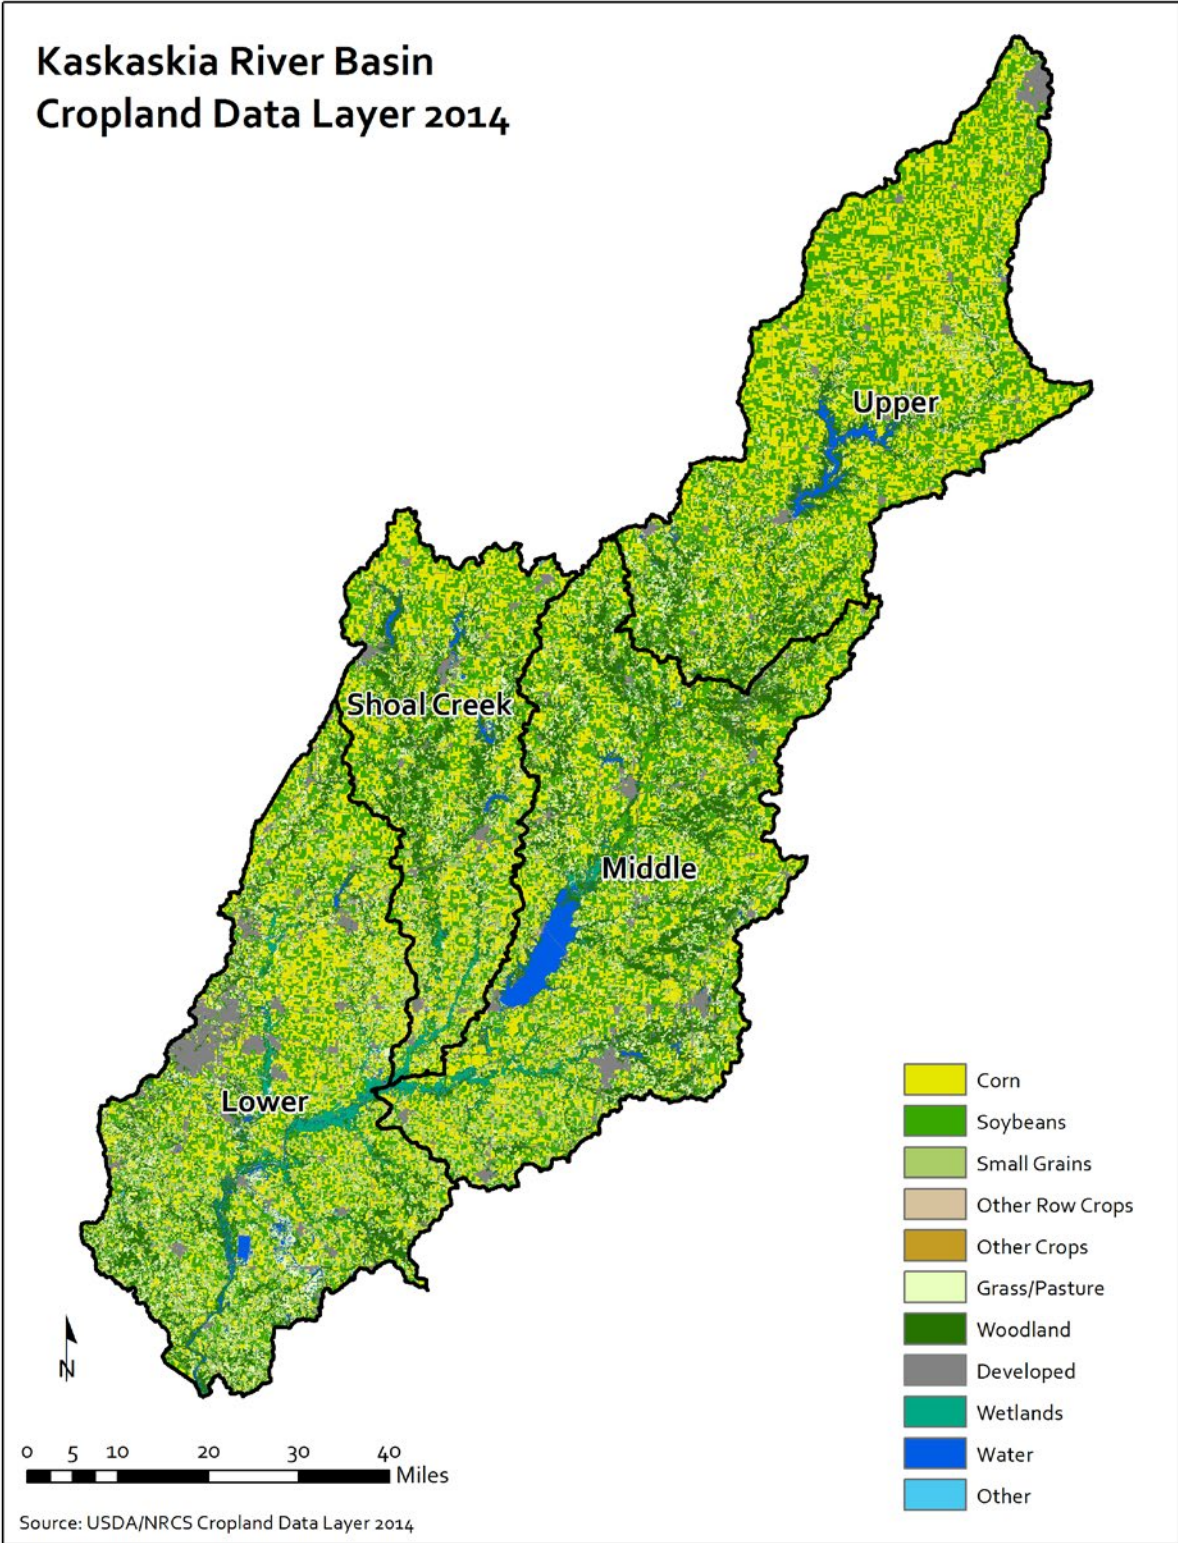 Kaskaskia River Basin
Cropland Data Layer 2014
Upper
Shoal Creek
Middle
Lower
Corn
Soybeans
Small Grains
Other Row Crops
Other Crops
Grass/Pasture
Woodland
Developed
Wetlands
Water
Other
N
0 5 10 20 30 40
Miles
Source: USDA/NRCS Cropland Data Layer 2014